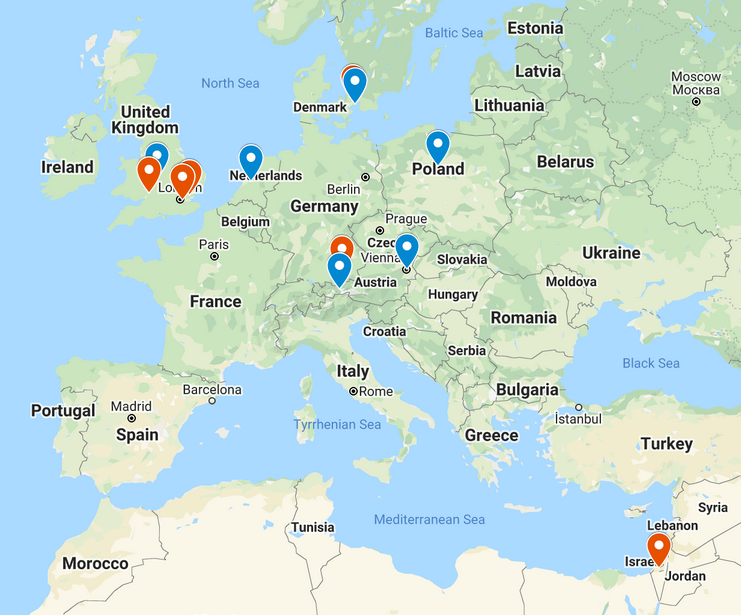 Estonia
Baltic Sea
Latvia
Moscow
Москва
North Sea
Denmark
Lithuania
United
Kingdom
Ireland
Netherlands
Poland
Belarus
Berlin
Germany
Belgium
Prague
Paris
Vienna
Slovakia
Ukraine
Austria
Moldova
France
Hungary
Romania
Croatia
Serbia
Italy
Black Sea
Barcelona
Rome
Bulgaria
Portugal
Madrid
Spain
Tyrrhenian Sea
Greece
İstanbul
Turkey
Mediterranean Sea
Syria
Tunisia
Lebanon
Morocco
Israel
Jordan